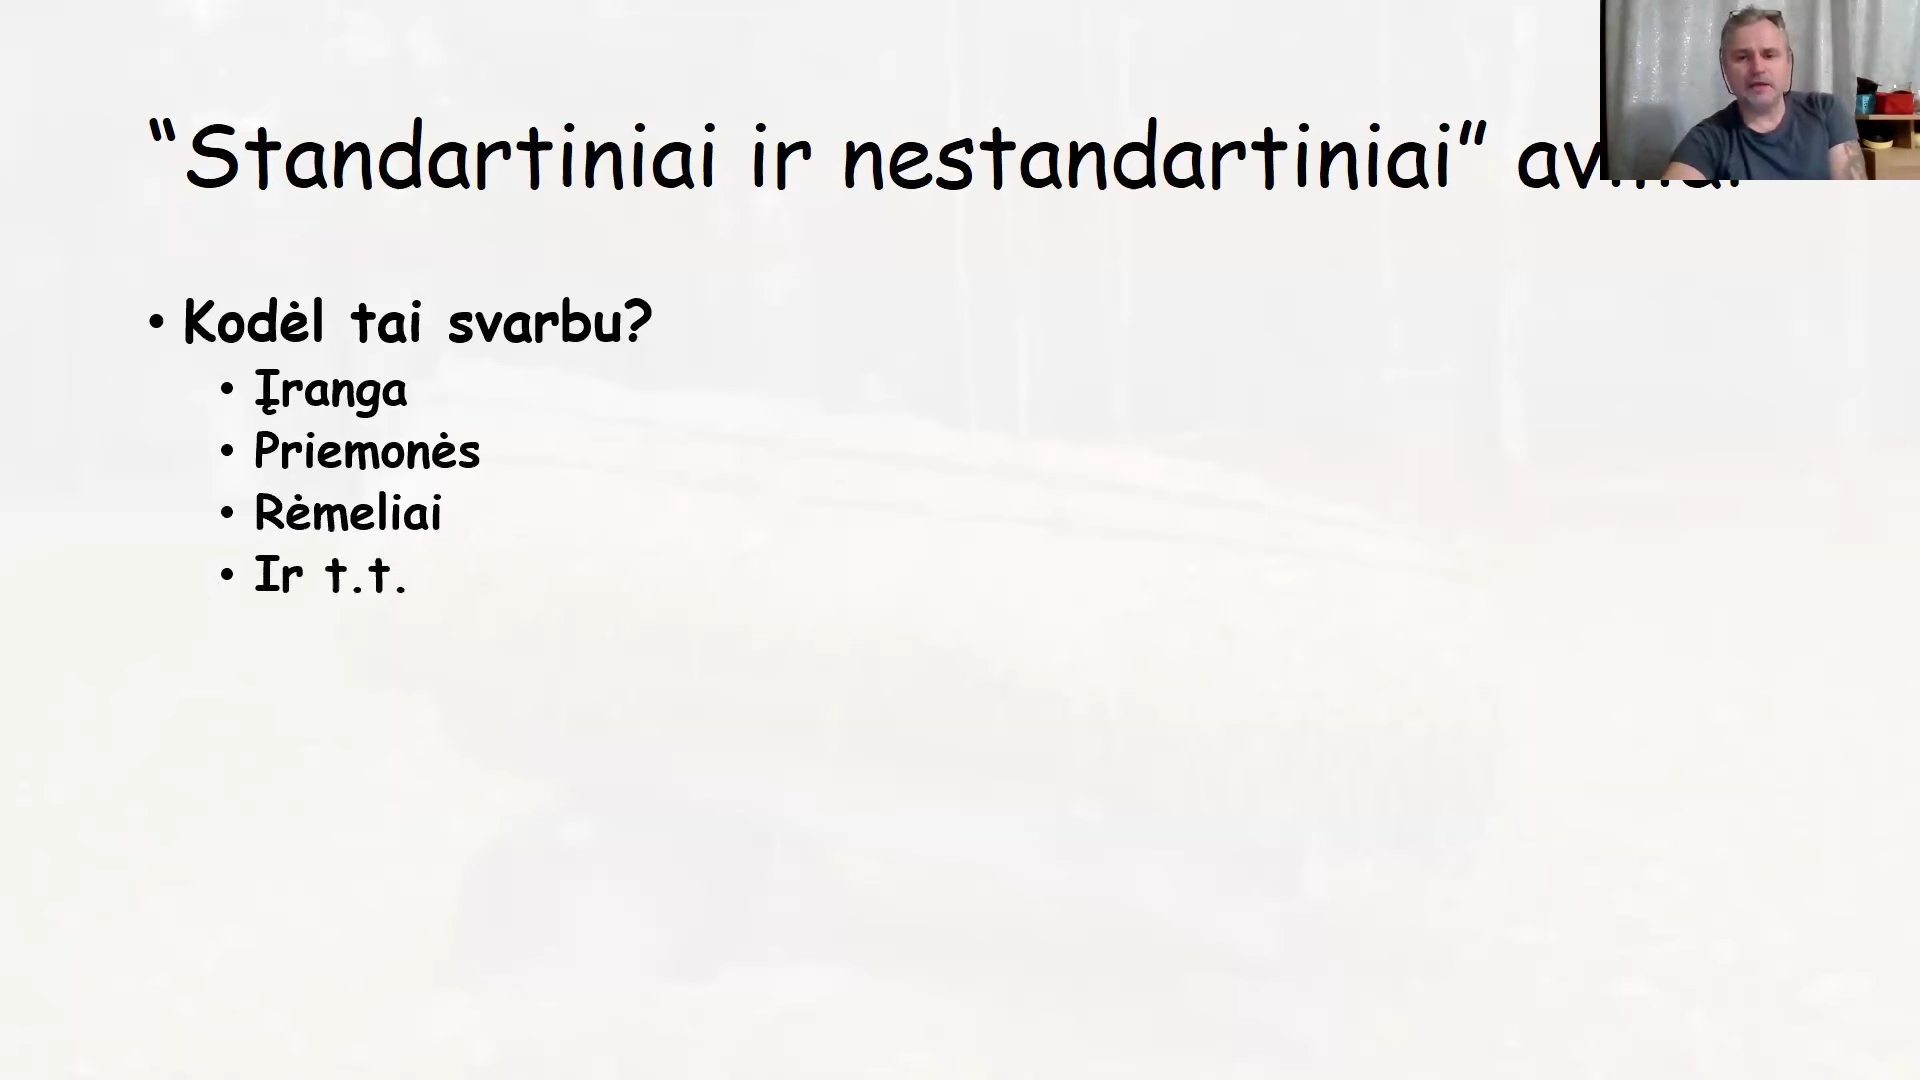 “Standartiniai ir nestandartiniai”
• Kodėl tai svarbu?
• Įranga
• Priemonės
• Rėmeliai
• Ir t.t.